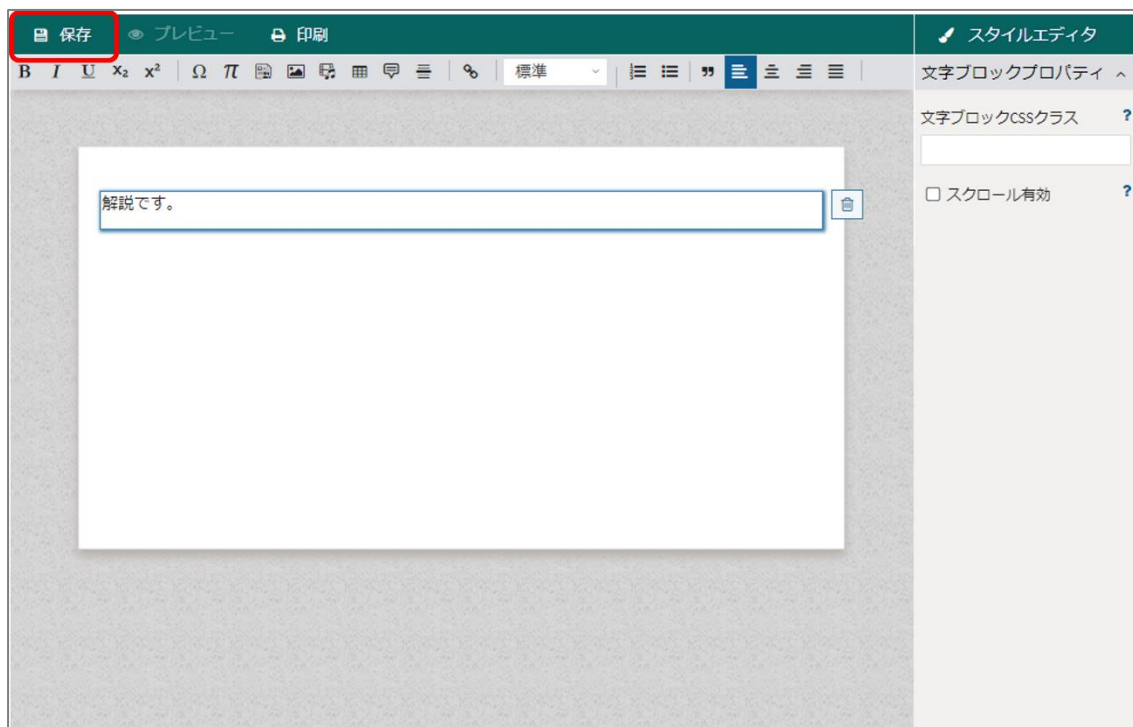 保存 プレビュー 印刷 スタイルエディタ
B I U X₂ x² Ω π 標準 文字ブロックプロパティ
文字ブロックCSSクラス ?
解説です。
スクロール有効 ?